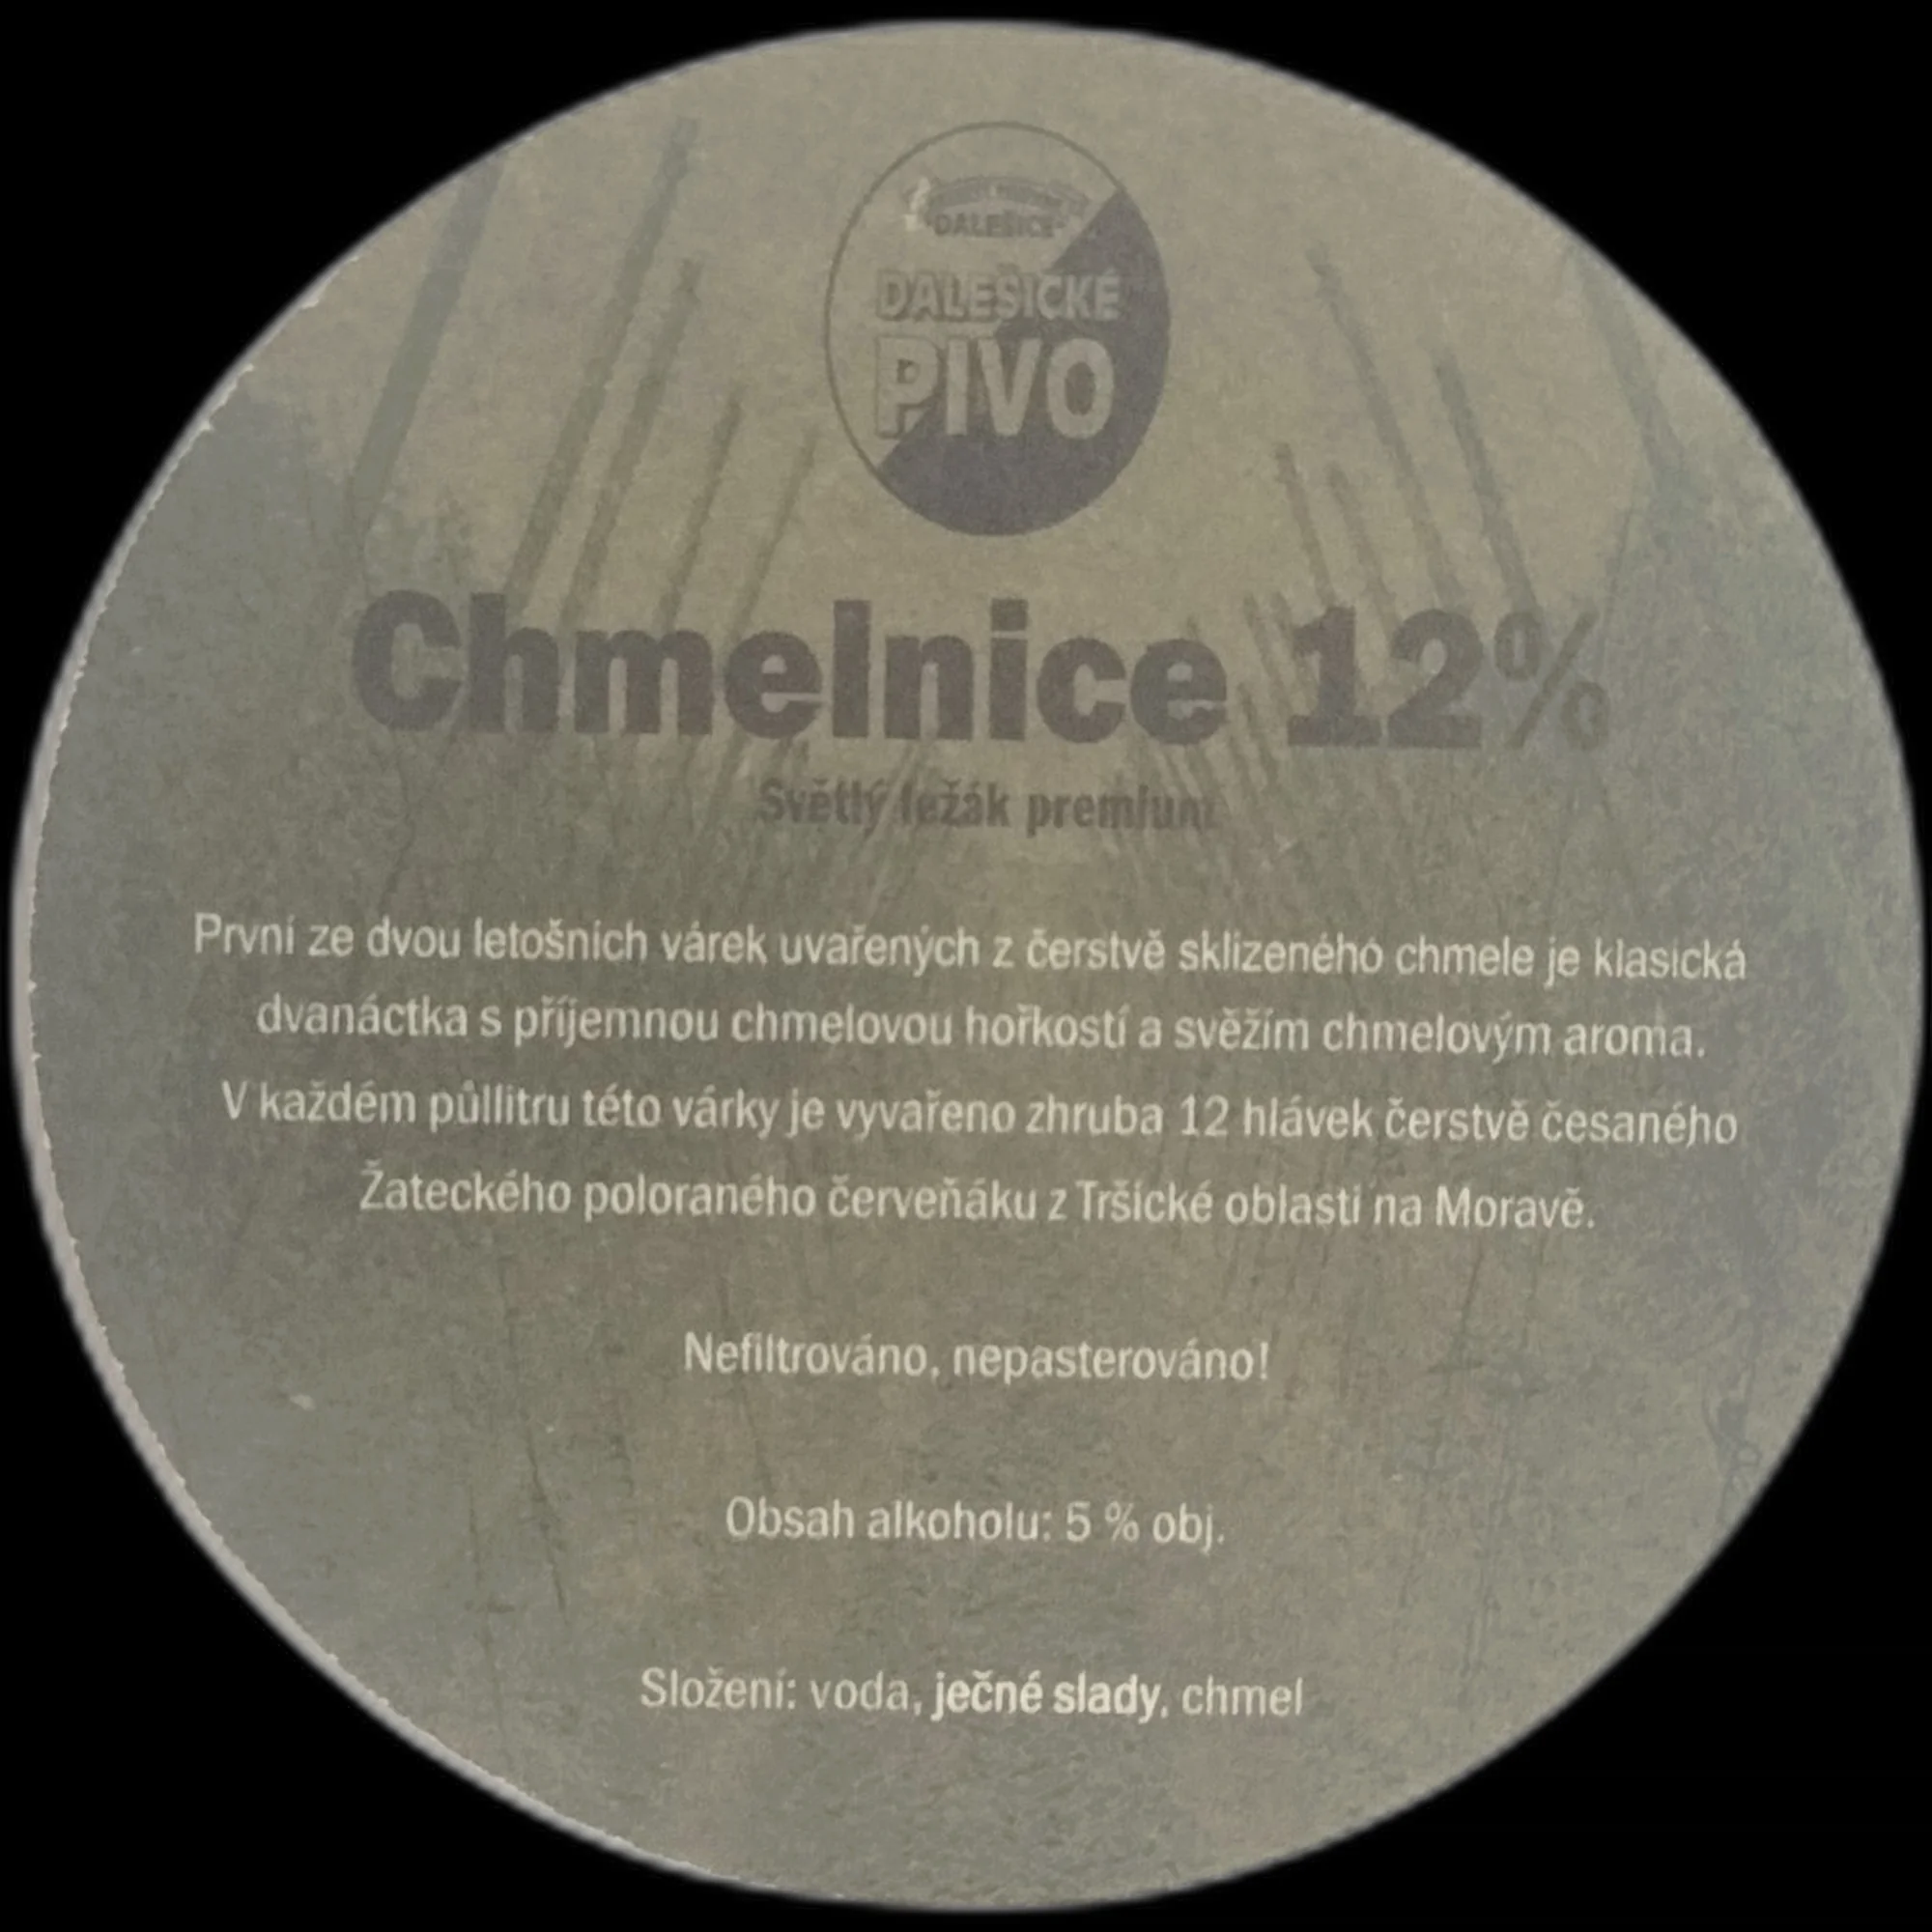 DALEŠICE
DALEŠICKÉ
PIVO
Chmelnice 12%
Světlý ležák premium
První ze dvou letošních várek uvařených z čerstvě sklizeného chmele je klasická
dvanáctka s příjemnou chmelovou hořkostí a svěžím chmelovým aroma.
V každém půllitru této várky je vyvařeno zhruba 12 hlávek čerstvě česaného
Žateckého poloraného červeňáku z Tršické oblasti na Moravě.
Nefiltrováno, nepasterováno!
Obsah alkoholu: 5 % obj.
Složení: voda, ječné slady, chmel